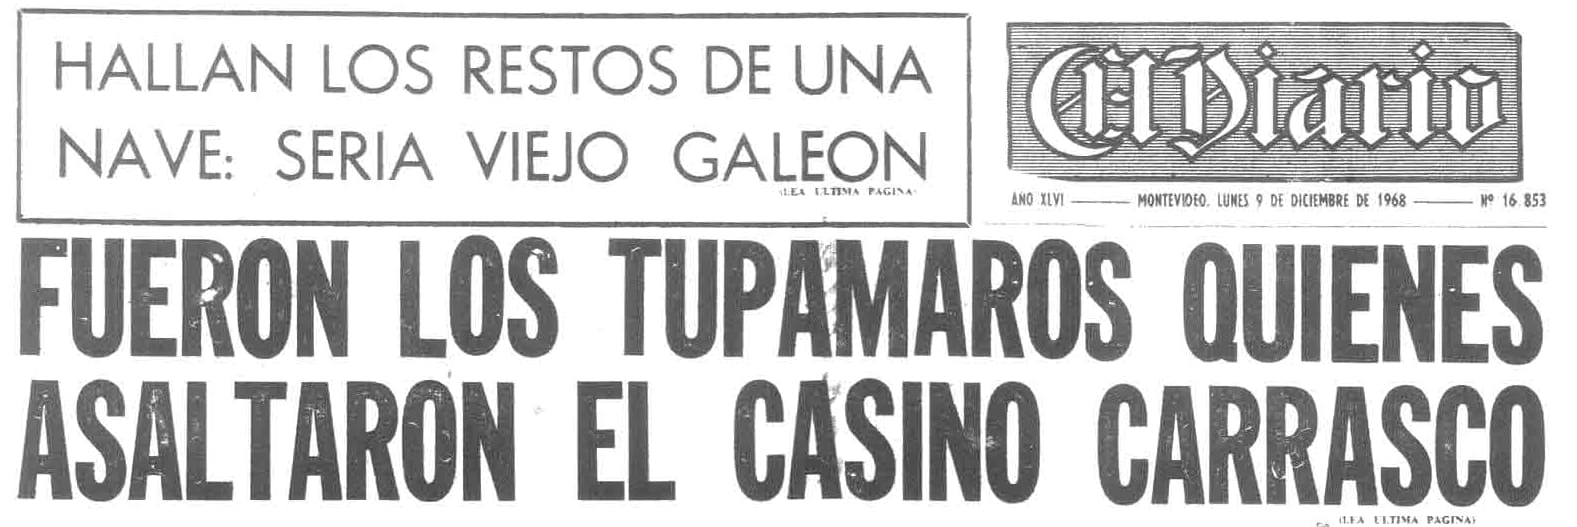 HALLAN LOS RESTOS DE UNA
NAVE: SERIA VIEJO GALEON
(LEA ULTIMA PAGINA)
El Diario
AÑO XLVI — MONTEVIDEO, LUNES 9 DE DICIEMBRE DE 1968 — Nº 16.853
FUERON LOS TUPAMAROS QUIENES
ASALTARON EL CASINO CARRASCO
(LEA ULTIMA PAGINA)